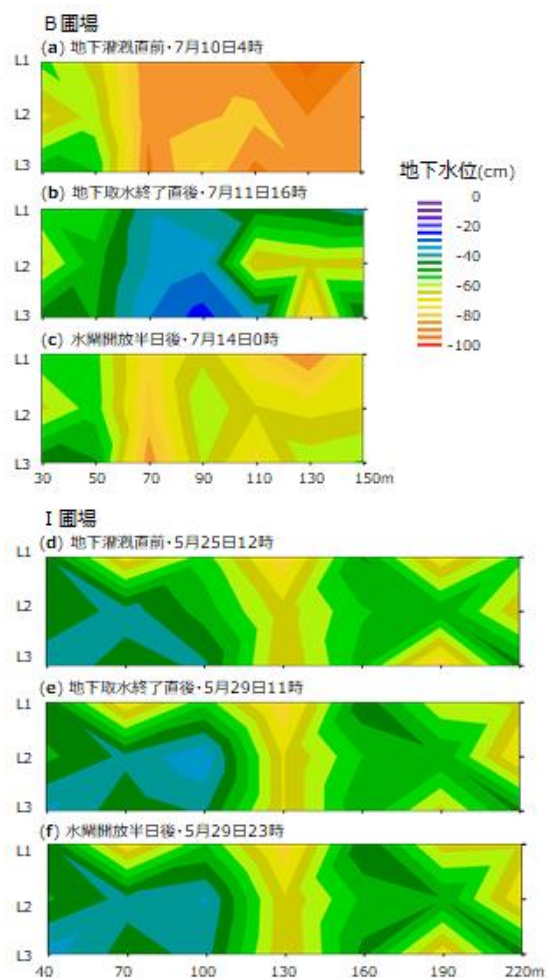 B圃場
(a) 地下灌漑直前・7月10日4時
L1
L2
L3
(b) 地下取水終了直後・7月11日16時
L1
L2
L3
(c) 水閘開放半日後・7月14日0時
L1
L2
L3
30 50 70 90 110 130 150m
地下水位(cm)
0
-20
-40
-60
-80
-100
I圃場
(d) 地下灌漑直前・5月25日12時
L1
L2
L3
(e) 地下取水終了直後・5月29日11時
L1
L2
L3
(f) 水閘開放半日後・5月29日23時
L1
L2
L3
40 70 100 130 160 190 220m